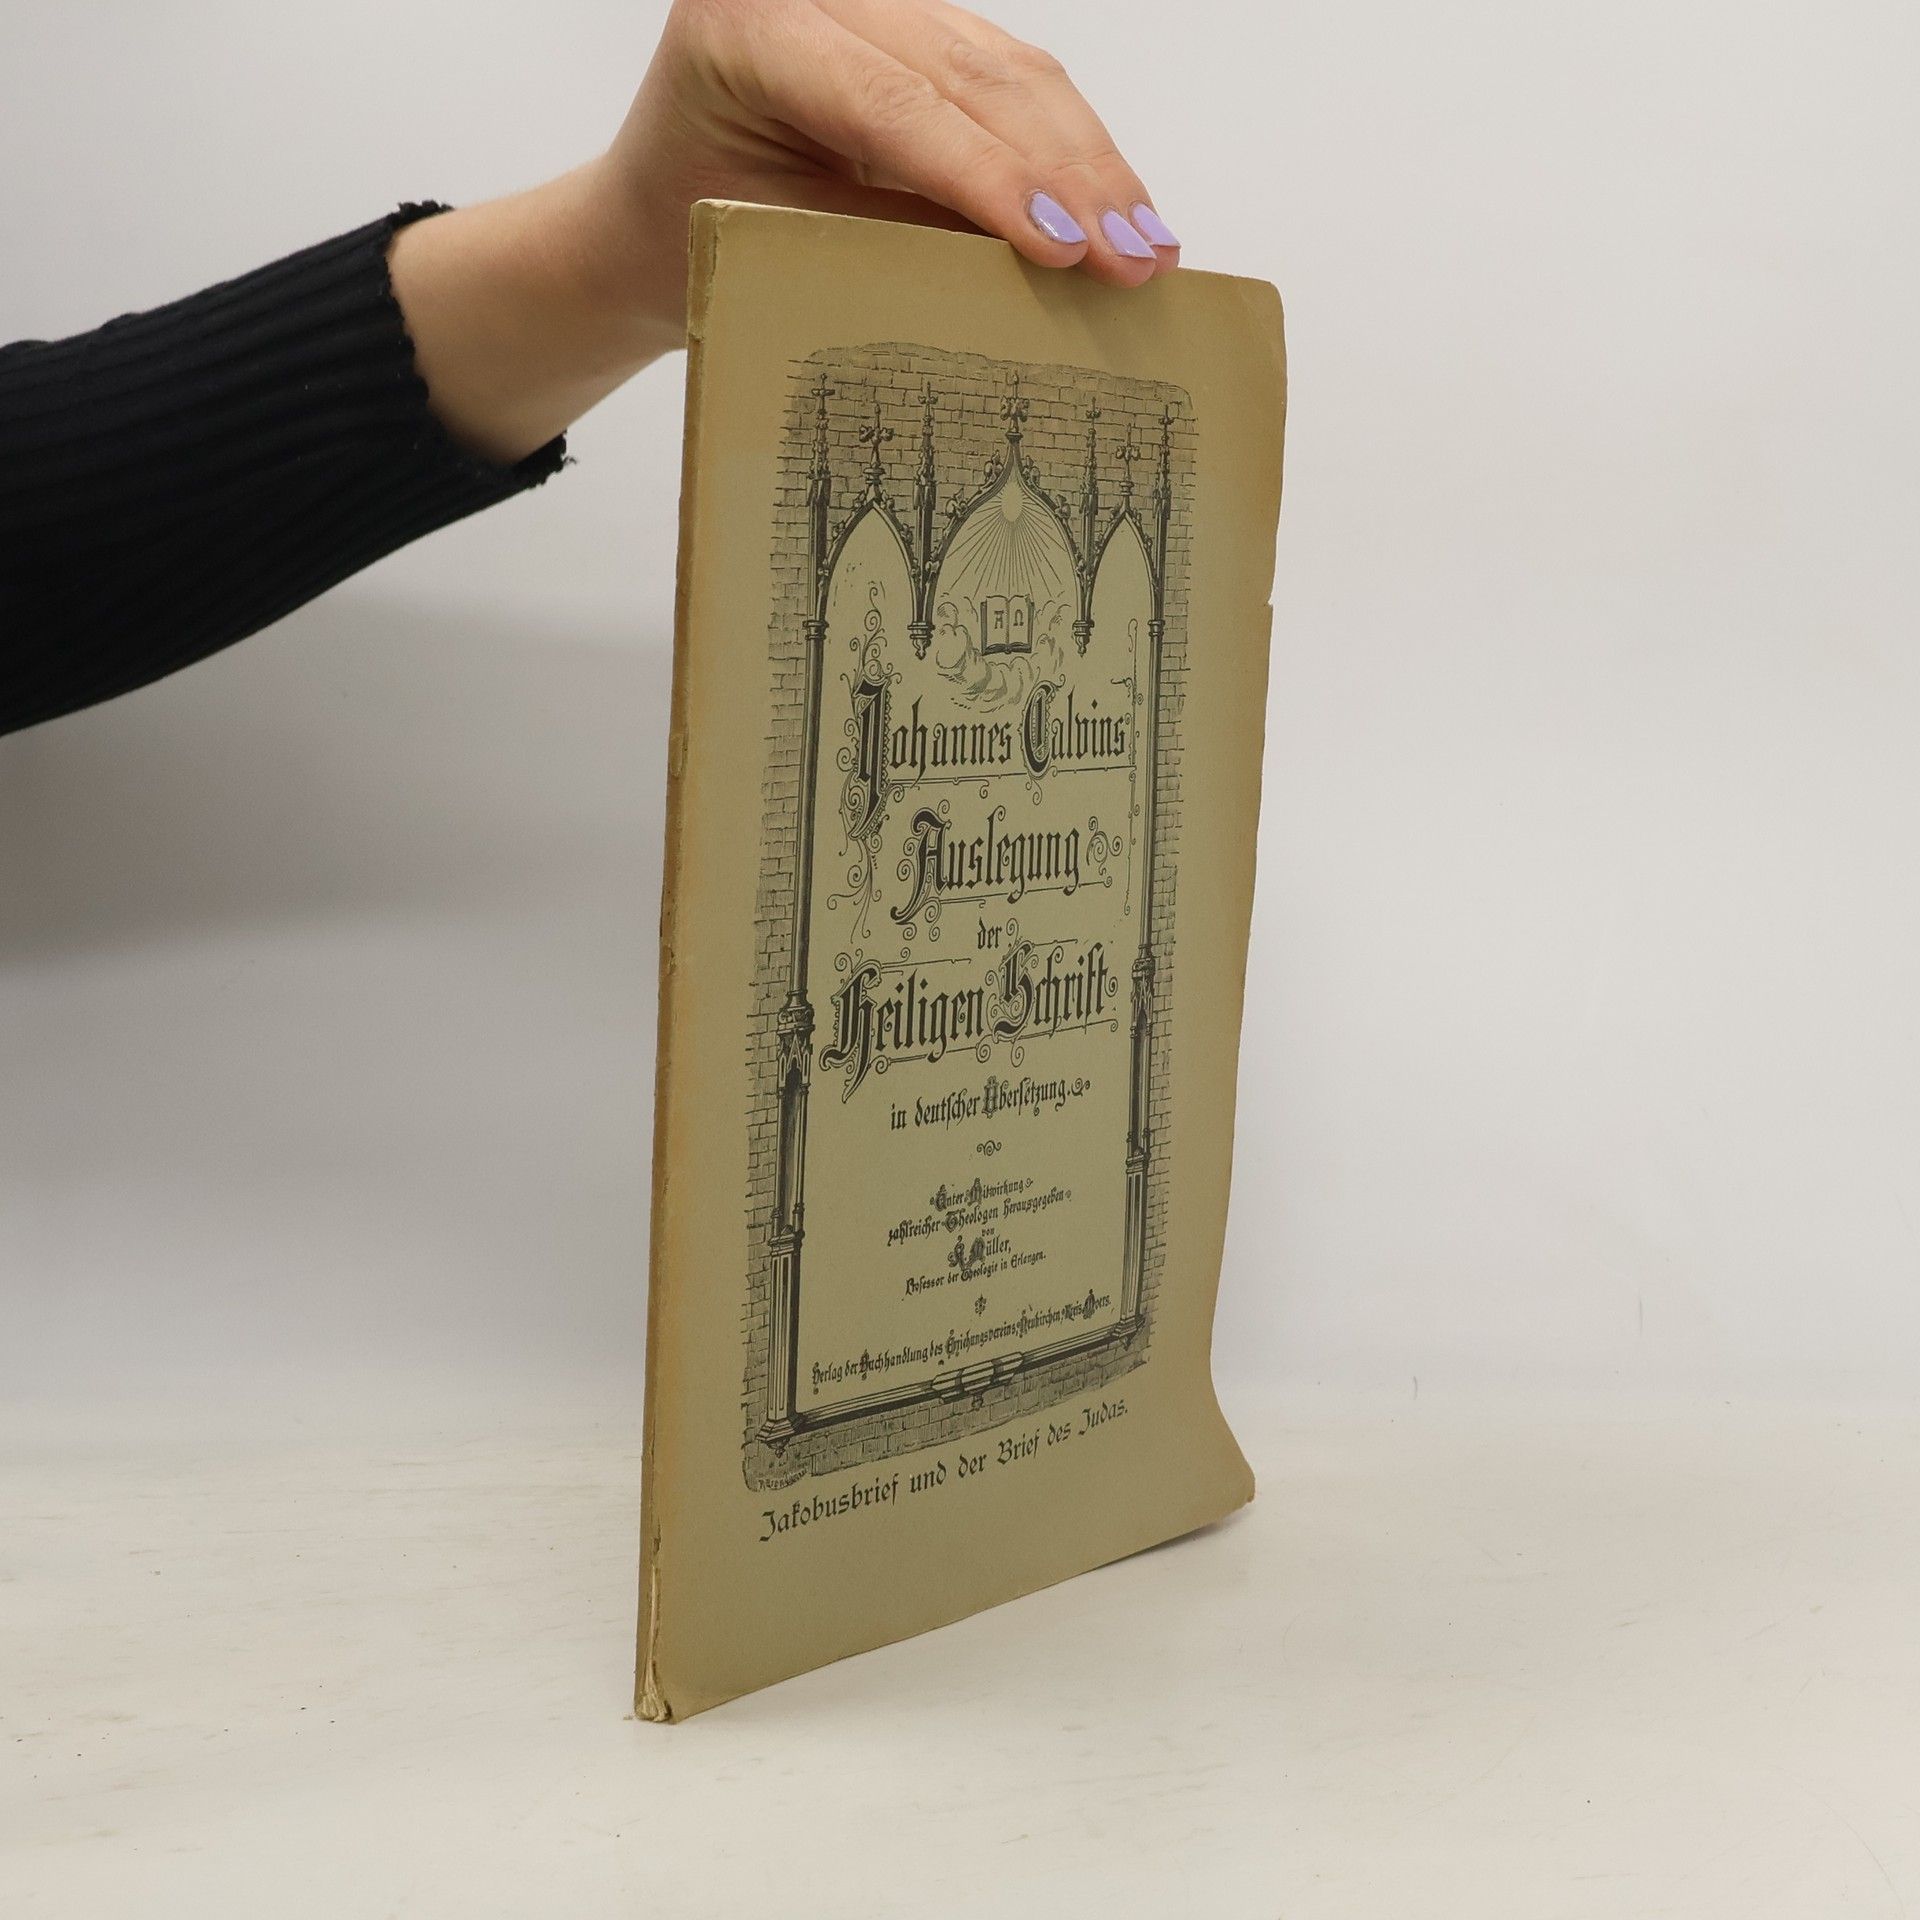 A Ω
Johannes Calvins
Auslegung
der
Heiligen Schrift
in deutscher Übersetzung.
Unter Mitwirkung
zahlreicher Theologen herausgegeben
von
K. Müller,
Professor der Theologie in Erlangen.
Verlag der Buchhandlung des Erziehungsvereins, Neukirchen, Kreis Moers.
Jakobusbrief und der Brief des Judas.